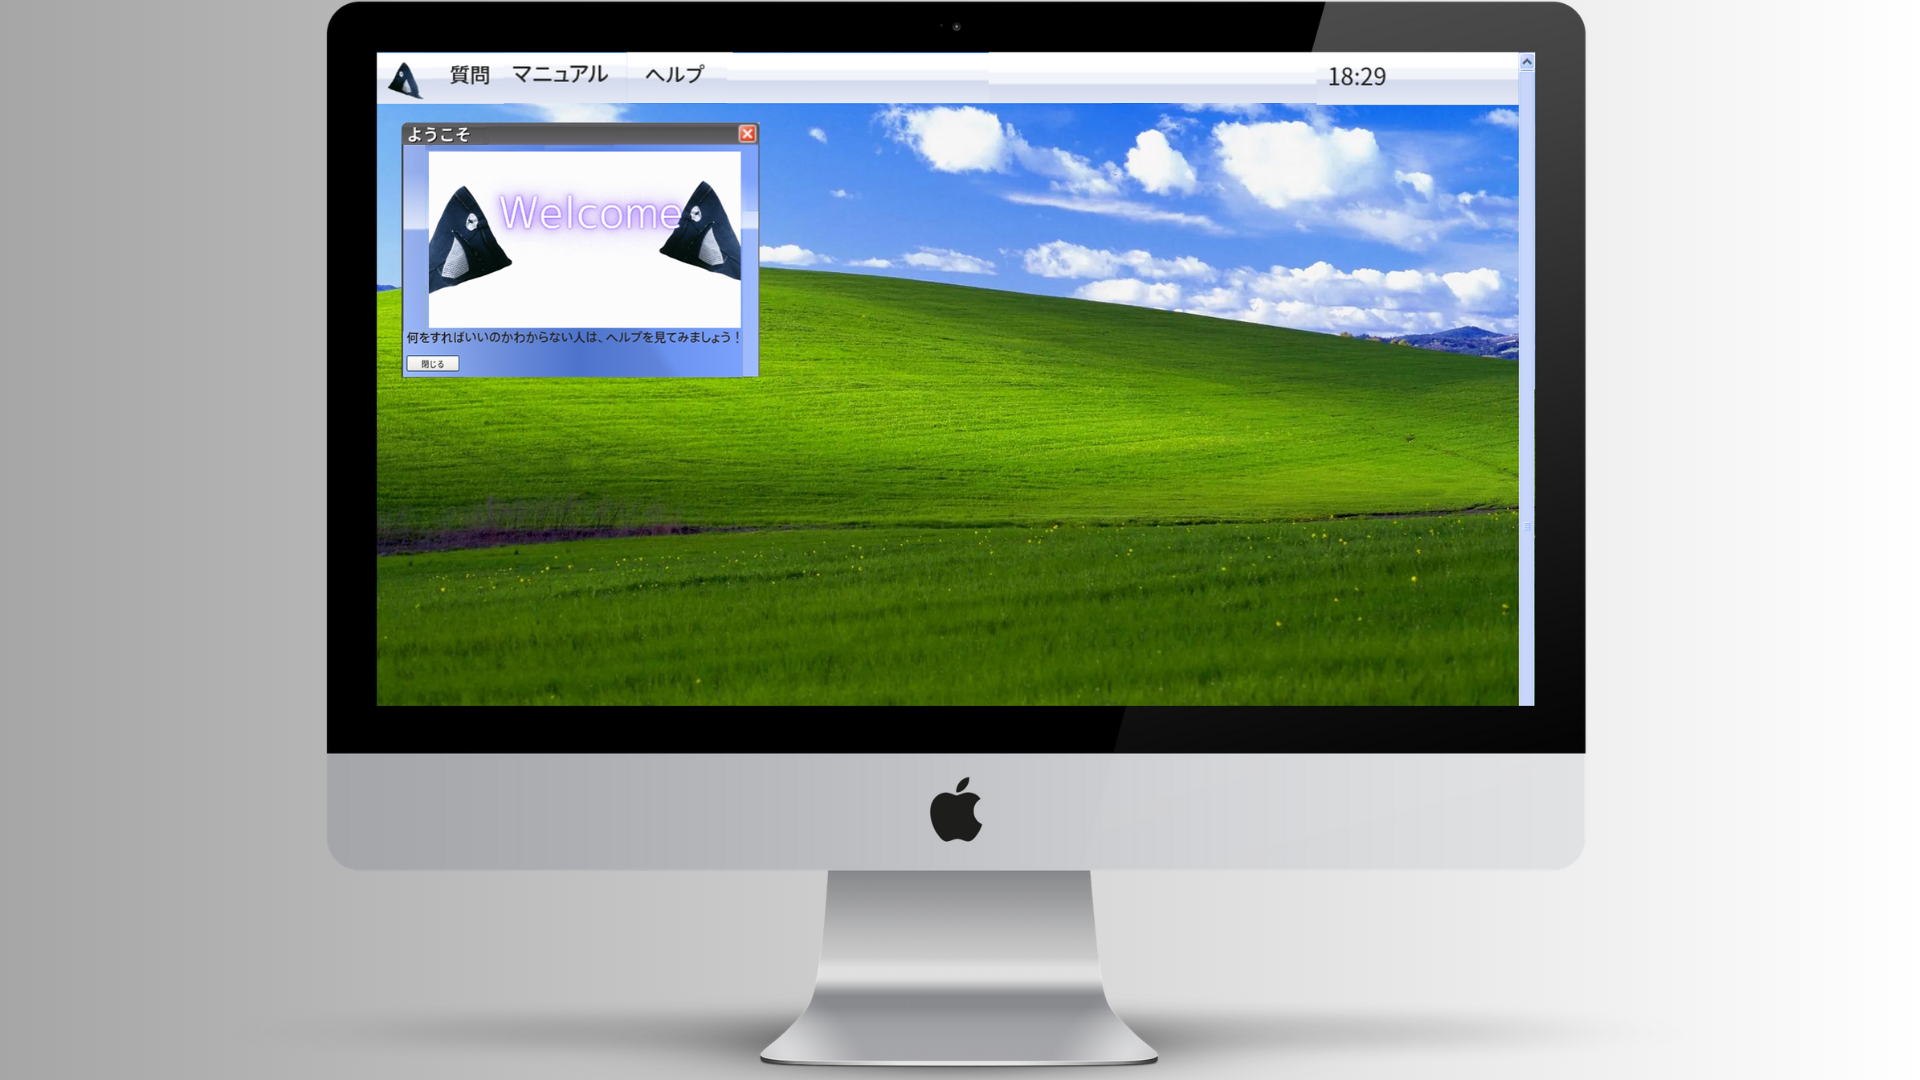 質問 マニュアル ヘルプ 18:29
ようこそ
Welcome
何をすればいいのかわからない人は、ヘルプを見てみましょう！
閉じる